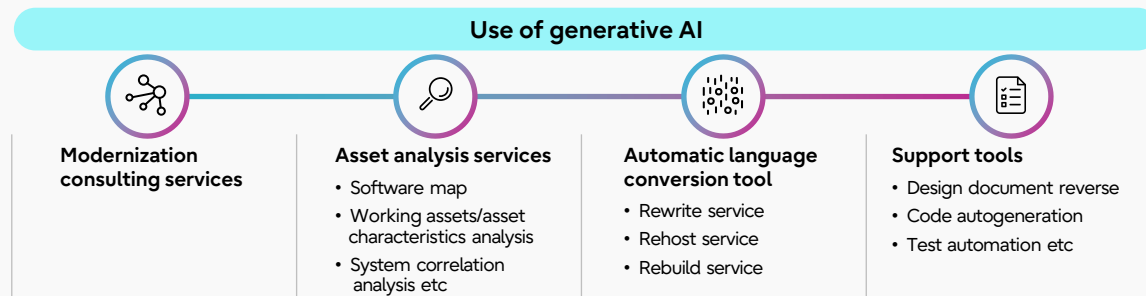 Use of generative AI
Modernization
consulting services
Asset analysis services
• Software map
• Working assets/asset
characteristics analysis
• System correlation
analysis etc
Automatic language
conversion tool
• Rewrite service
• Rehost service
• Rebuild service
Support tools
• Design document reverse
• Code autogeneration
• Test automation etc